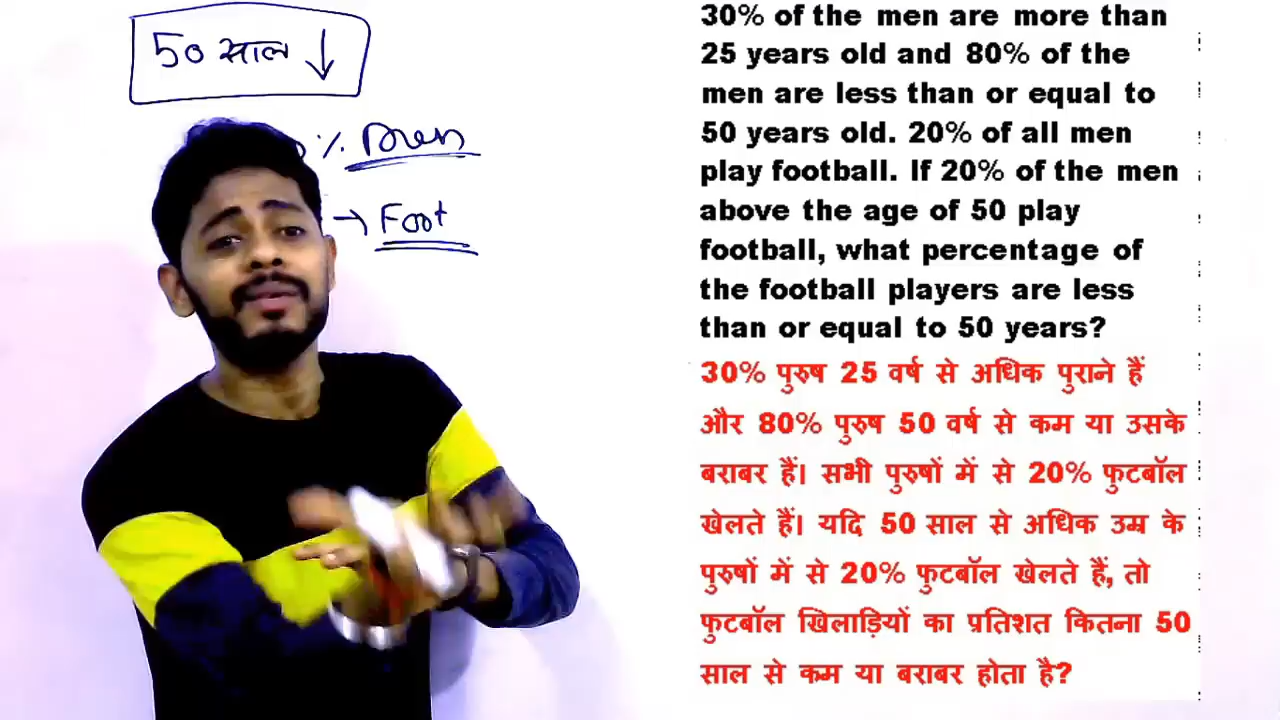 50 साल ↓
% Men
→ Foot
30% of the men are more than
25 years old and 80% of the
men are less than or equal to
50 years old. 20% of all men
play football. If 20% of the men
above the age of 50 play
football, what percentage of
the football players are less
than or equal to 50 years?
30% पुरुष 25 वर्ष से अधिक पुराने हैं
और 80% पुरुष 50 वर्ष से कम या उसके
बराबर हैं। सभी पुरुषों में से 20% फुटबॉल
खेलते हैं। यदि 50 साल से अधिक उम्र के
पुरुषों में से 20% फुटबॉल खेलते हैं, तो
फुटबॉल खिलाड़ियों का प्रतिशत कितना 50
साल से कम या बराबर होता है?